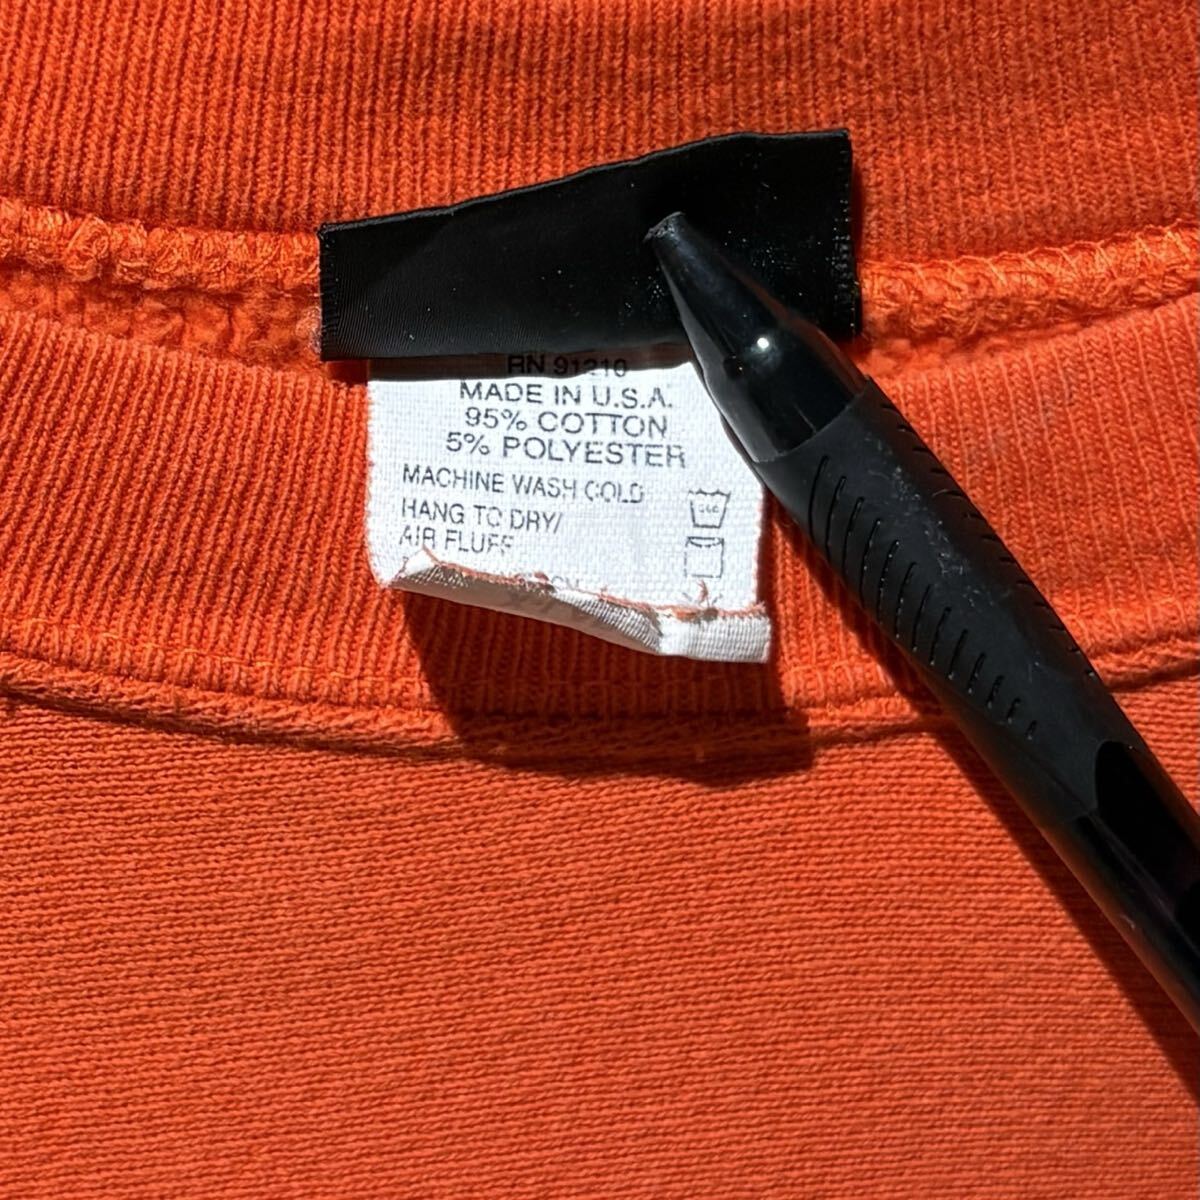 RN 91210
MADE IN U.S.A.
95% COTTON
5% POLYESTER
MACHINE WASH COLD
HANG TO DRY/
AIR FLUFF